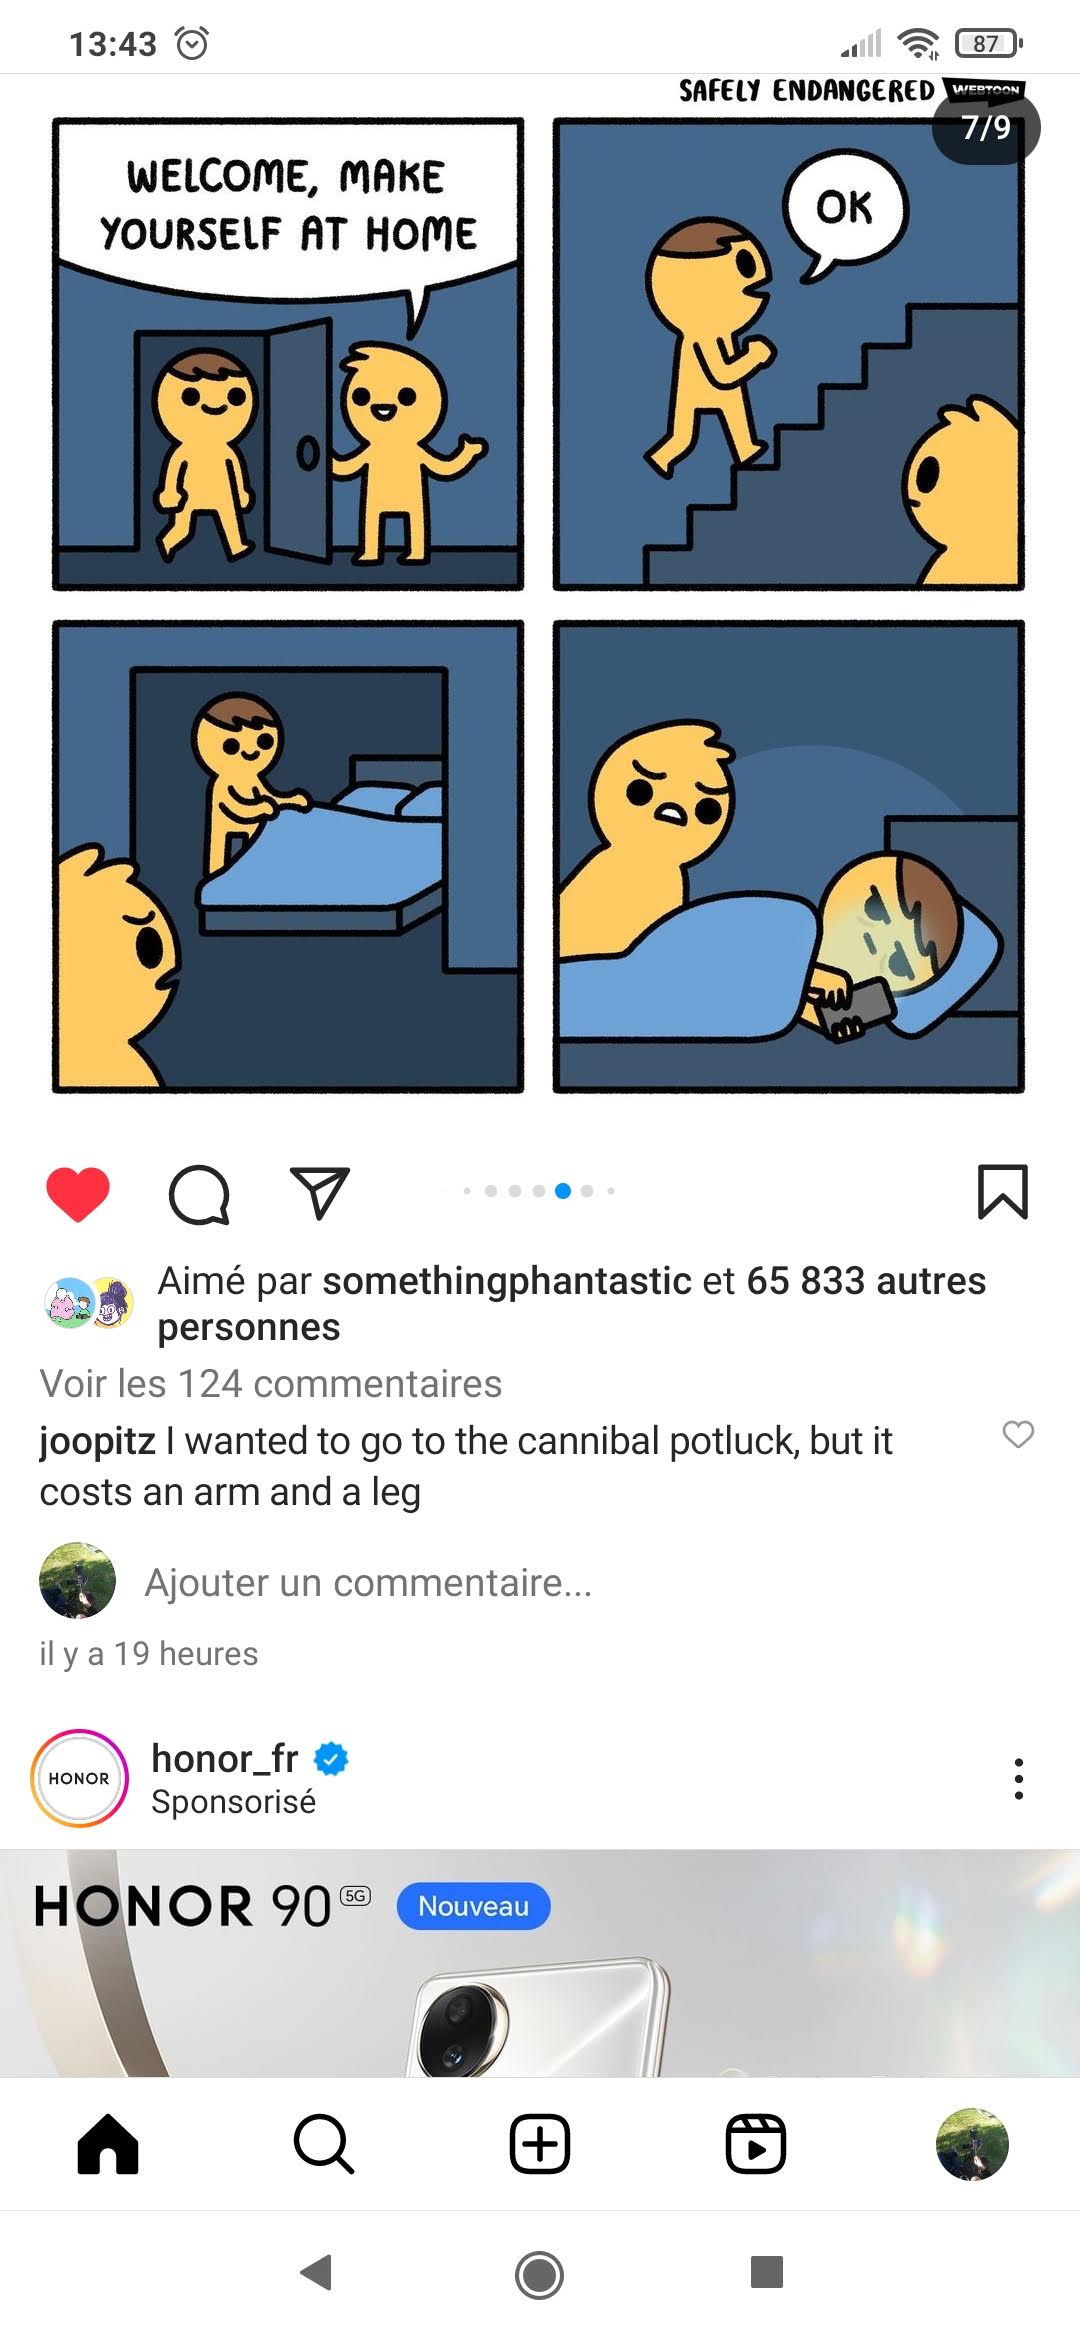 13:43
87
SAFELY ENDANGERED WEBTOON
7/9
WELCOME, MAKE
YOURSELF AT HOME
OK
Aimé par somethingphantastic et 65 833 autres
personnes
Voir les 124 commentaires
joopitz I wanted to go to the cannibal potluck, but it
costs an arm and a leg
Ajouter un commentaire...
il y a 19 heures
HONOR
honor_fr
Sponsorisé
HONOR 90 5G Nouveau